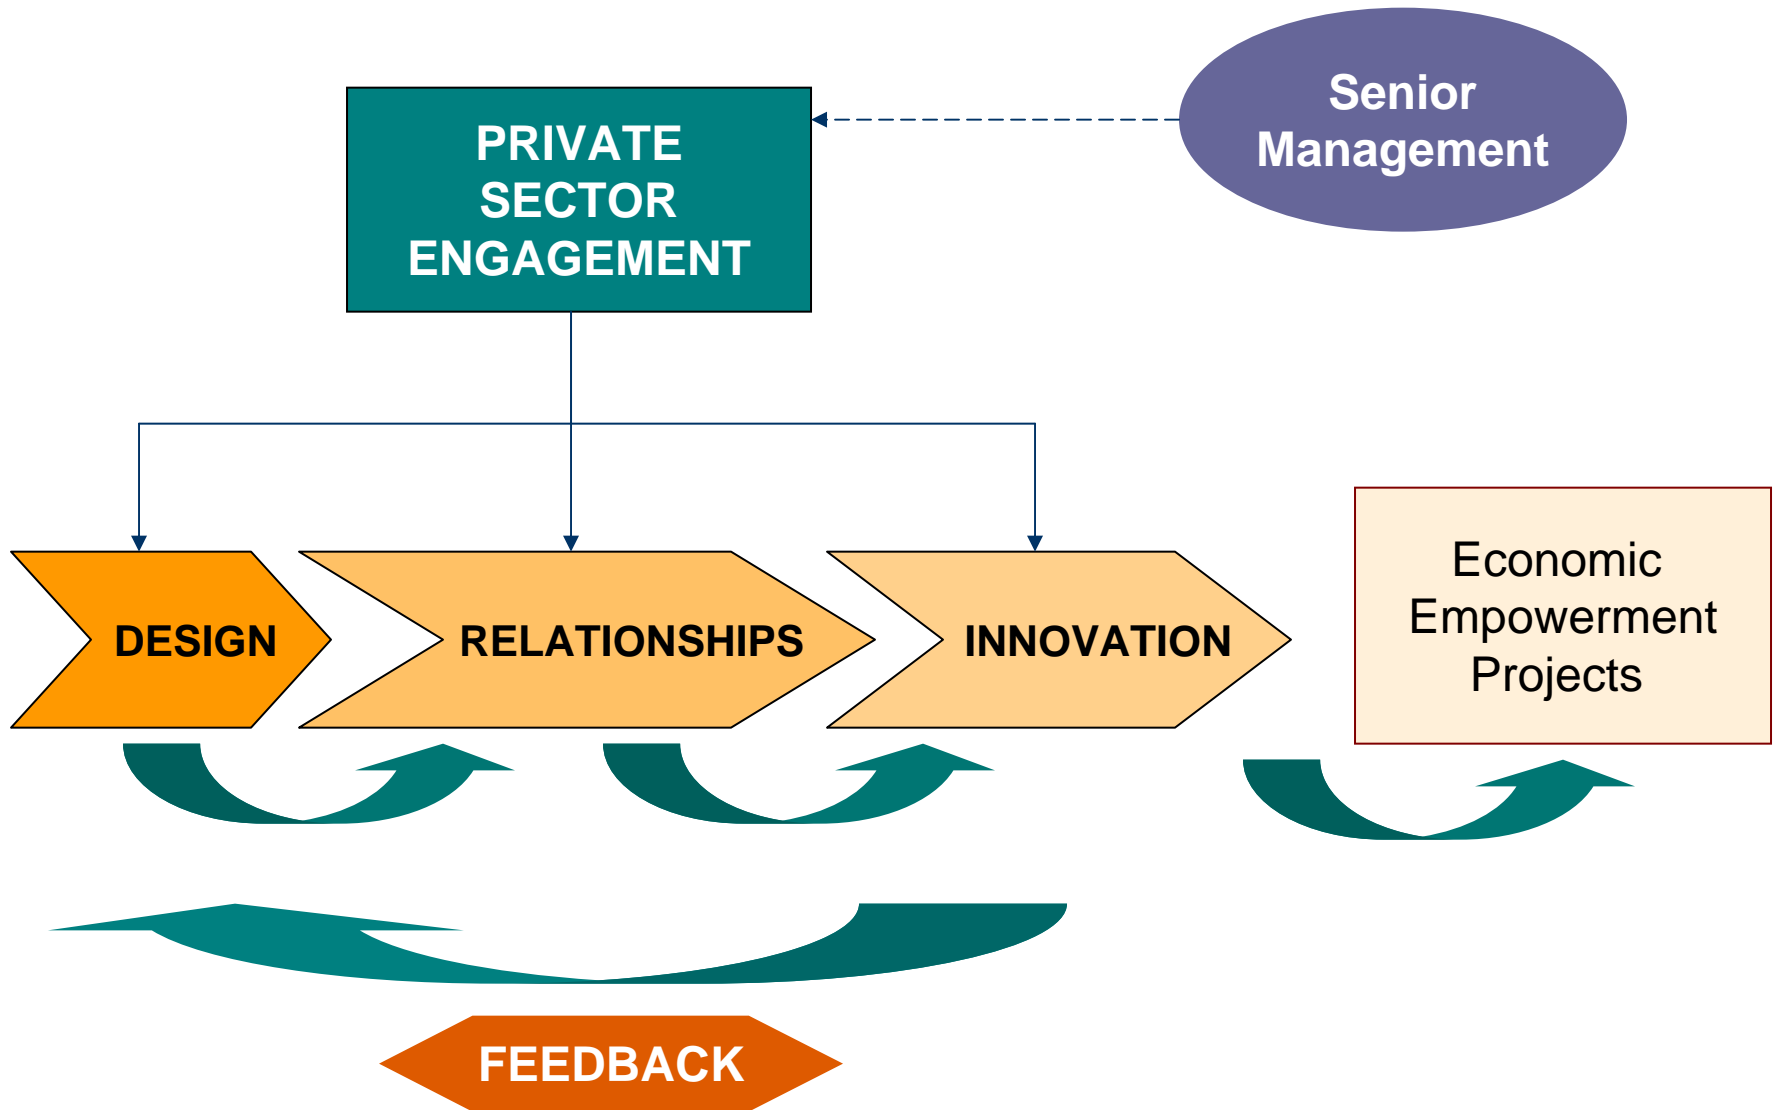 Senior
Management
PRIVATE
SECTOR
ENGAGEMENT
DESIGN
RELATIONSHIPS
INNOVATION
Economic
Empowerment
Projects
FEEDBACK